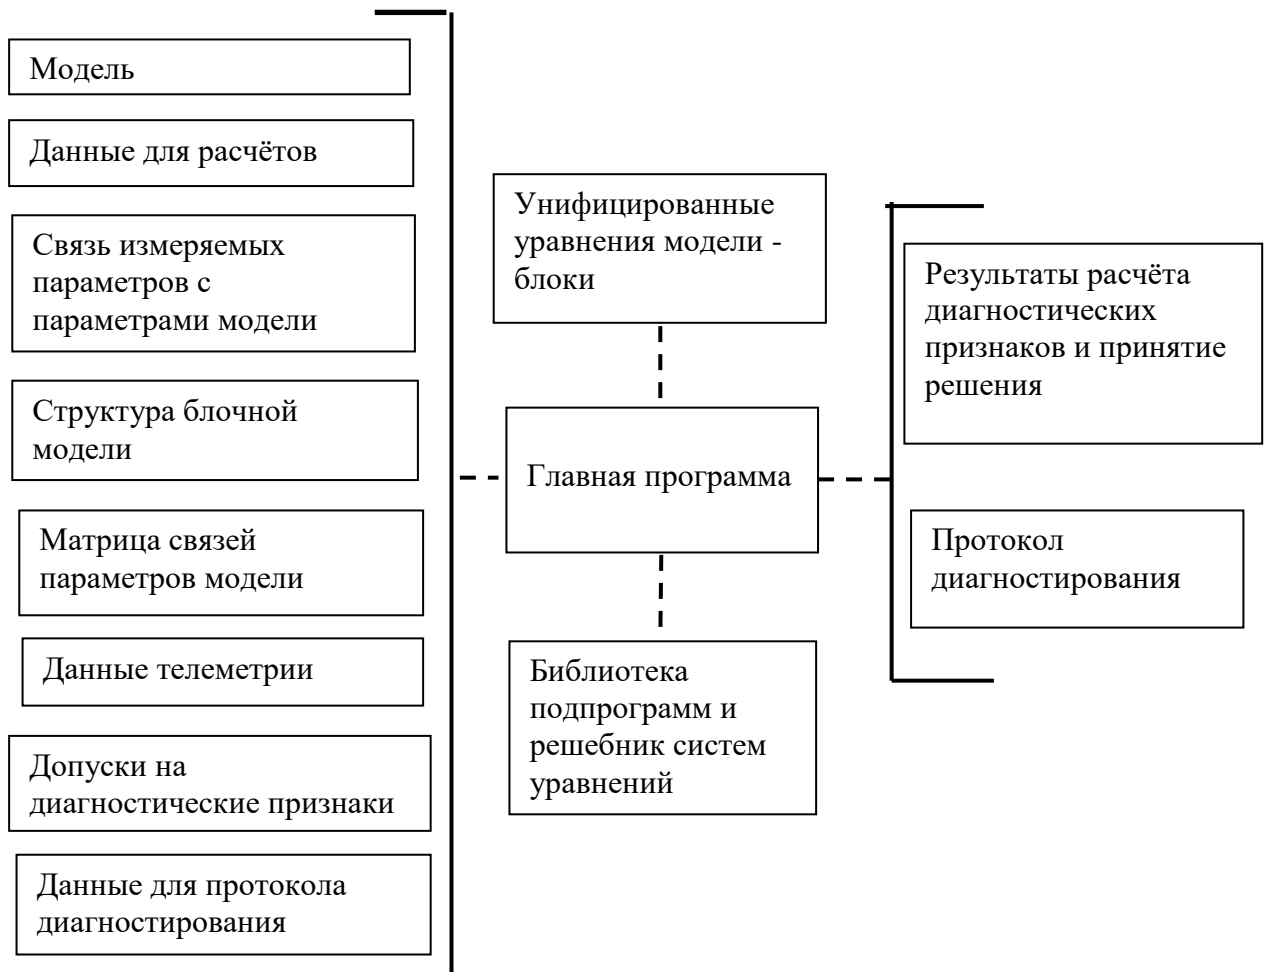 Модель
Данные для расчётов
Связь измеряемых
параметров с
параметрами модели
Структура блочной
модели
Матрица связей
параметров модели
Данные телеметрии
Допуски на
диагностические признаки
Данные для протокола
диагностирования
Унифицированные
уравнения модели -
блоки
Главная программа
Библиотека
подпрограмм и
решебник систем
уравнений
Результаты расчёта
диагностических
признаков и принятие
решения
Протокол
диагностирования